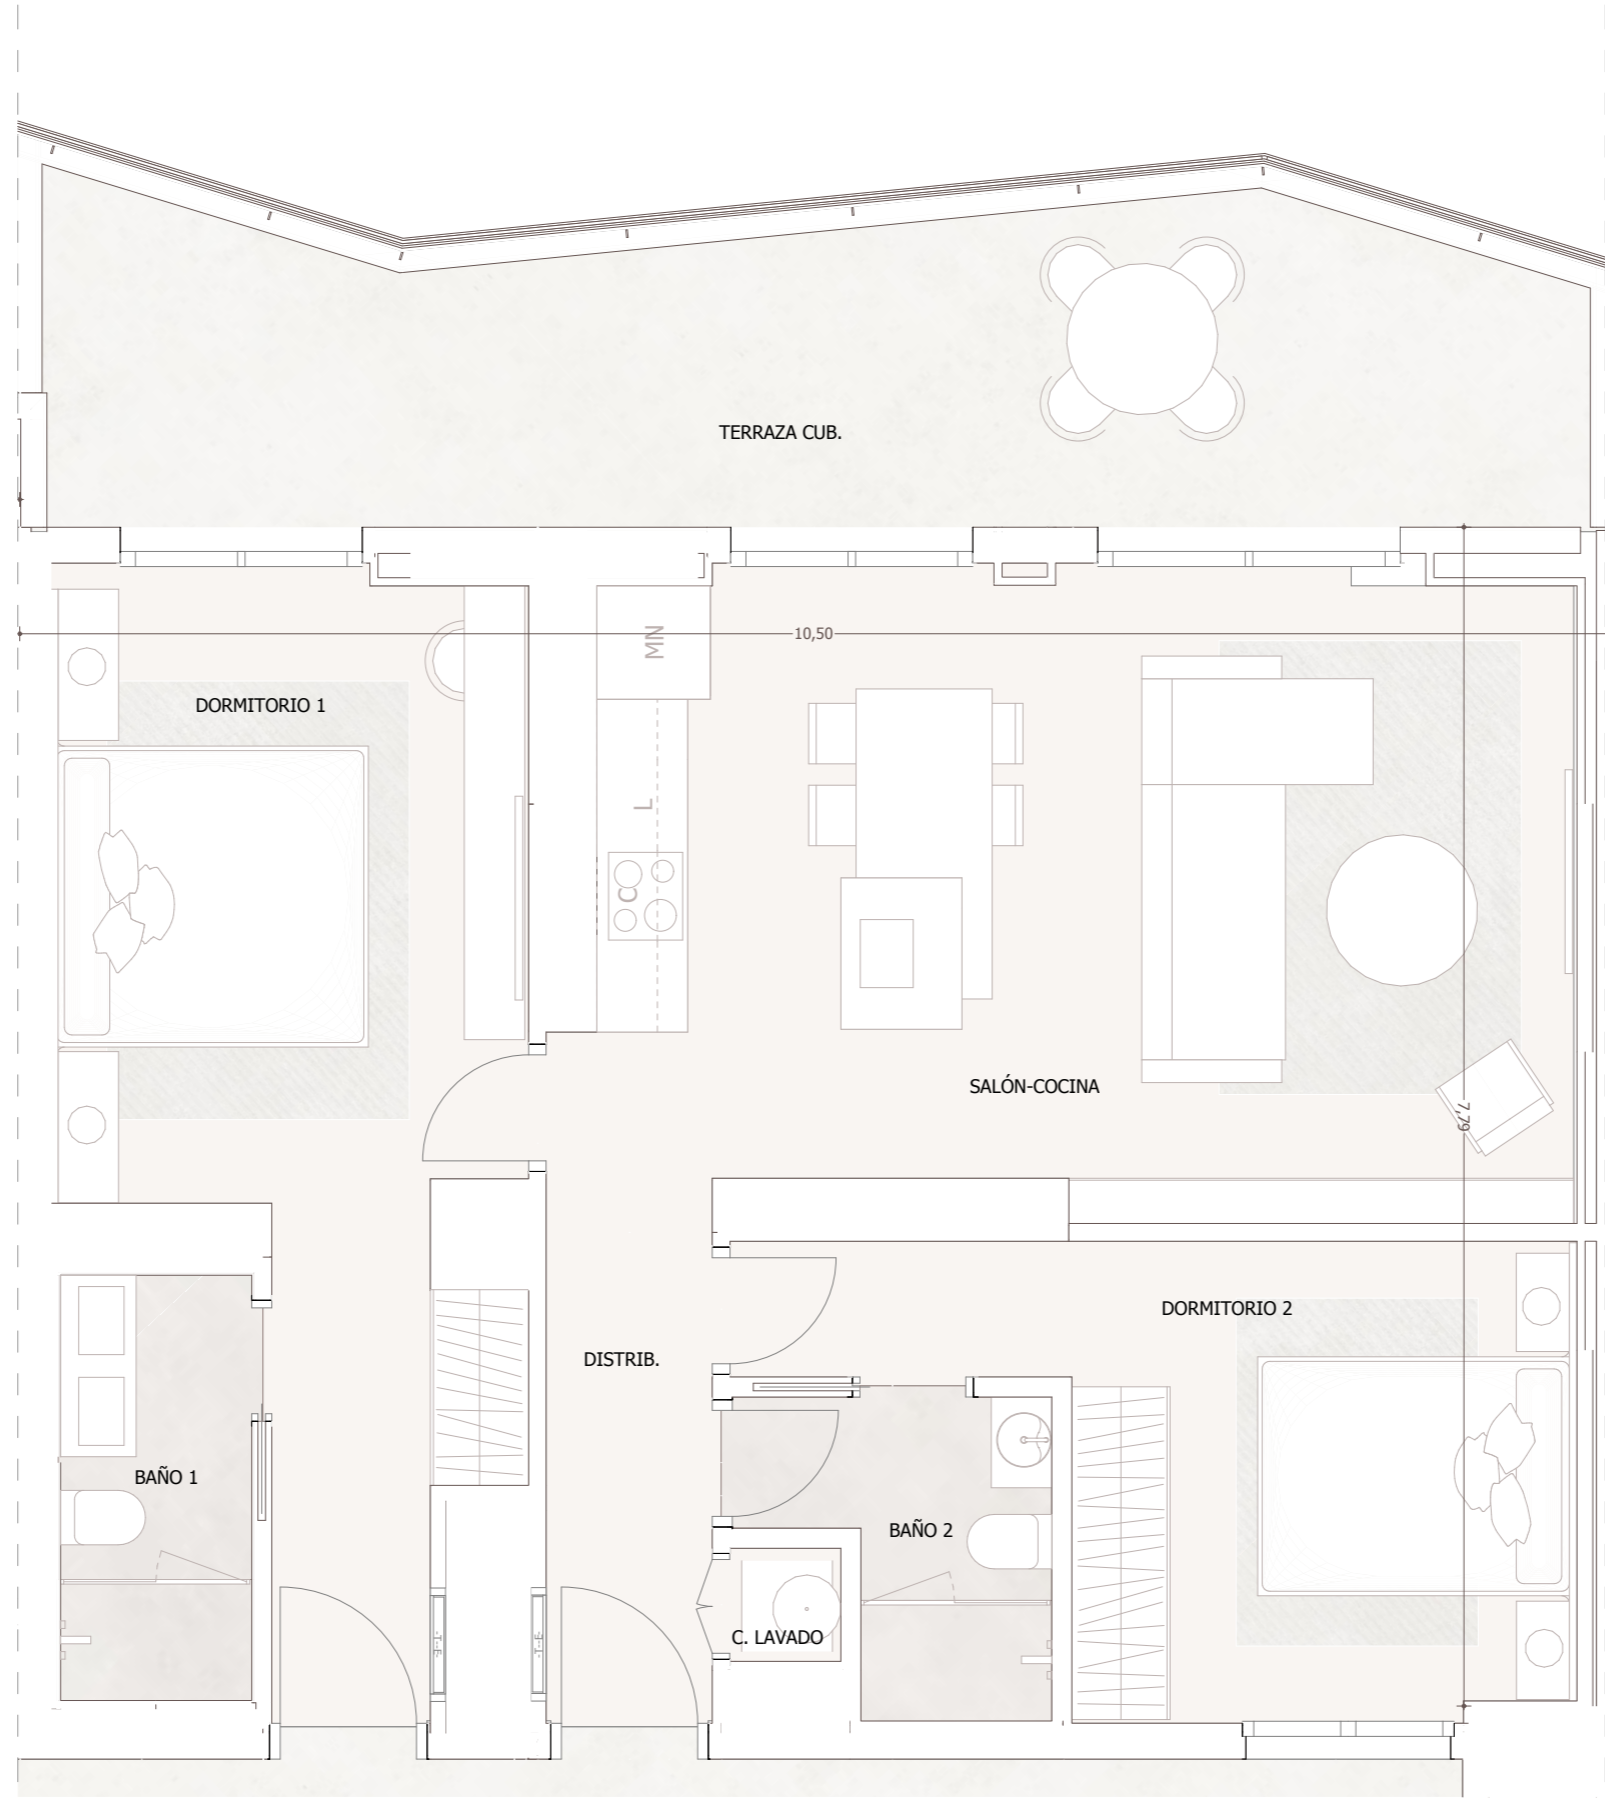 TERRAZA CUB.
10,50
MN
DORMITORIO 1
L
C
SALÓN-COCINA
7,79
DORMITORIO 2
DISTRIB.
BAÑO 1
BAÑO 2
C. LAVADO